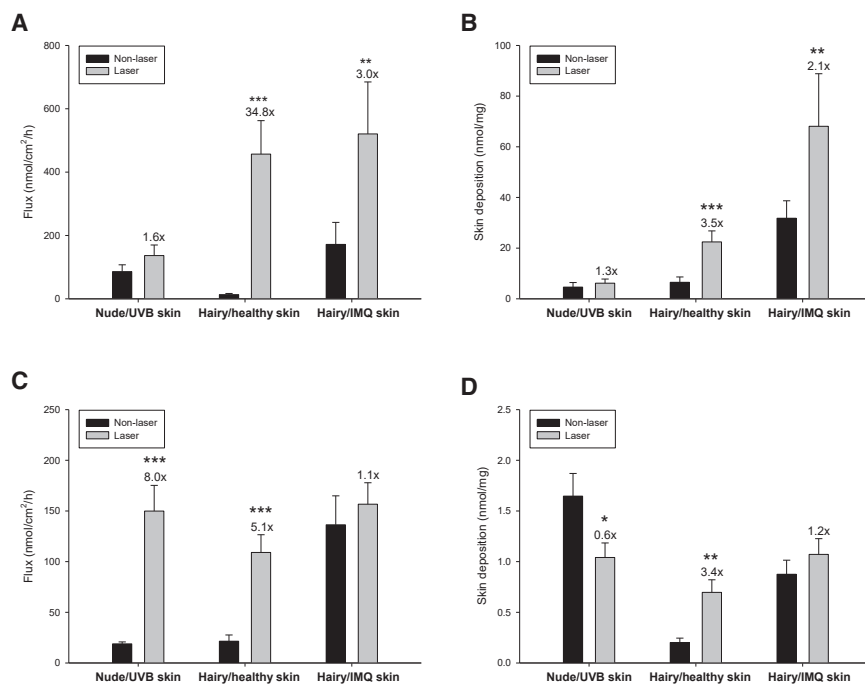 A
Non-laser
Laser
Flux (nmol/cm²/h)
800
600
400
200
0
1.6x
***
34.8x
**
3.0x
Nude/UVB skin Hairy/healthy skin Hairy/IMQ skin
B
Non-laser
Laser
Skin deposition (nmol/mg)
100
80
60
40
20
0
1.3x
***
3.5x
**
2.1x
Nude/UVB skin Hairy/healthy skin Hairy/IMQ skin
C
Non-laser
Laser
Flux (nmol/cm²/h)
250
200
150
100
50
0
***
8.0x
***
5.1x
1.1x
Nude/UVB skin Hairy/healthy skin Hairy/IMQ skin
D
Non-laser
Laser
Skin deposition (nmol/mg)
2.5
2.0
1.5
1.0
0.5
0.0
*
0.6x
**
3.4x
1.2x
Nude/UVB skin Hairy/healthy skin Hairy/IMQ skin